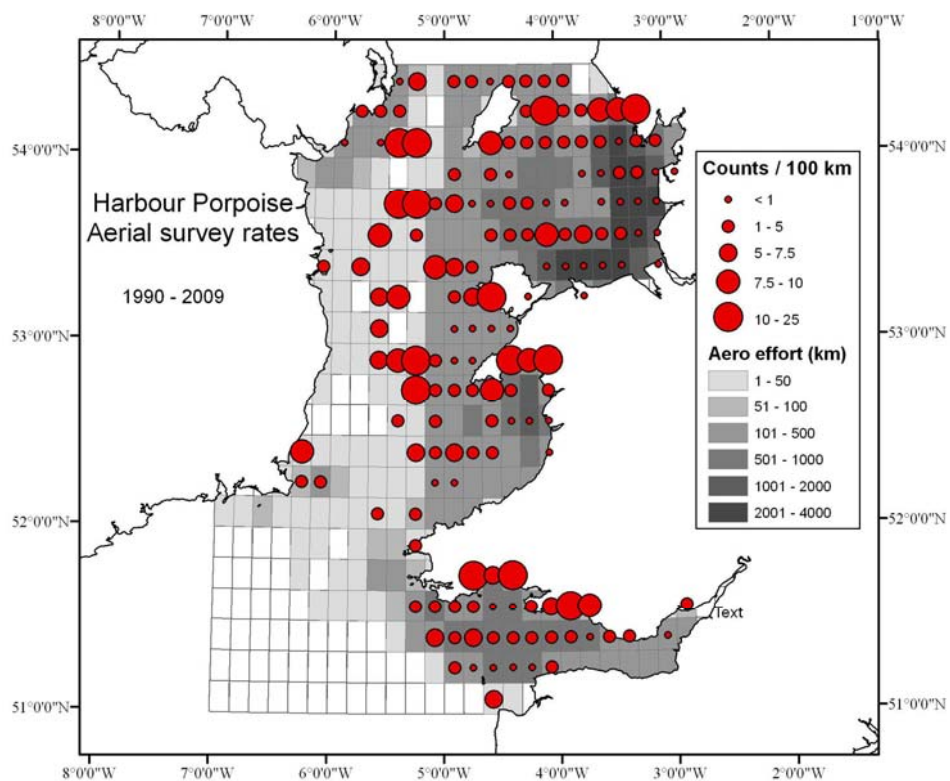 8°0'0"W 7°0'0"W 6°0'0"W 5°0'0"W 4°0'0"W 3°0'0"W 2°0'0"W 1°0'0"W
54°0'0"N 54°0'0"N
Harbour Porpoise
Aerial survey rates
1990 - 2009
Counts / 100 km
< 1
1 - 5
5 - 7.5
7.5 - 10
10 - 25
53°0'0"N 53°0'0"N
Aero effort (km)
1 - 50
51 - 100
101 - 500
501 - 1000
1001 - 2000
2001 - 4000
52°0'0"N 52°0'0"N
Text
51°0'0"N 51°0'0"N
8°0'0"W 7°0'0"W 6°0'0"W 5°0'0"W 4°0'0"W 3°0'0"W 2°0'0"W 1°0'0"W